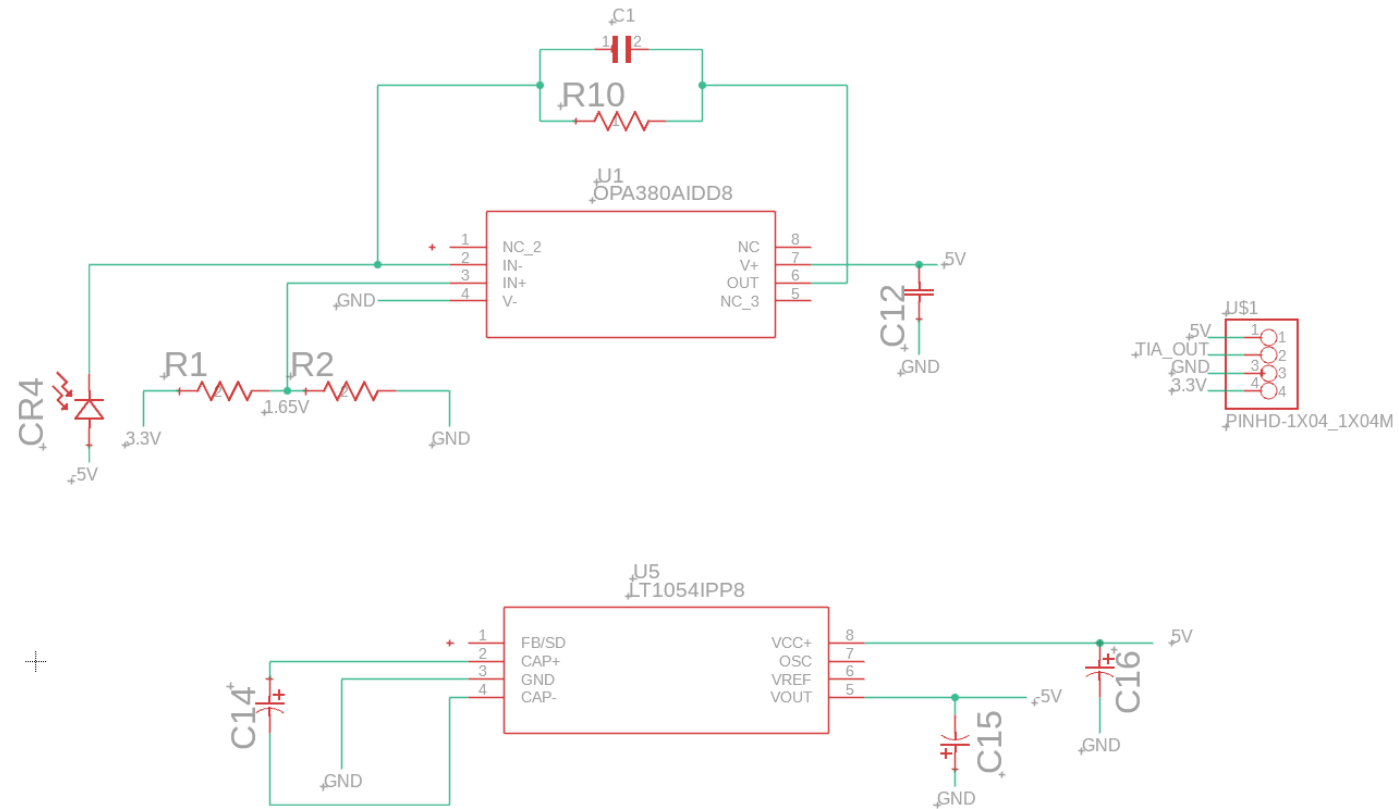 C1
1 2
R10
1
U1
OPA380AIDD8
1 NC_2 NC 8
2 IN- V+ 7 5V
3 IN+ OUT 6
GND 4 V- NC_3 5
C12
GND
U$1
5V 1 1
TIA_OUT 2 2
GND 3 3
3.3V 4 4
PINHD-1X04_1X04M
R1 R2
2 2
CR4
1.65V
3.3V GND
-5V
U5
LT1054IPP8
1 FB/SD VCC+ 8 5V
2 CAP+ OSC 7
3 GND VREF 6
4 CAP- VOUT 5 -5V
C14
C16
C15
GND
GND
GND